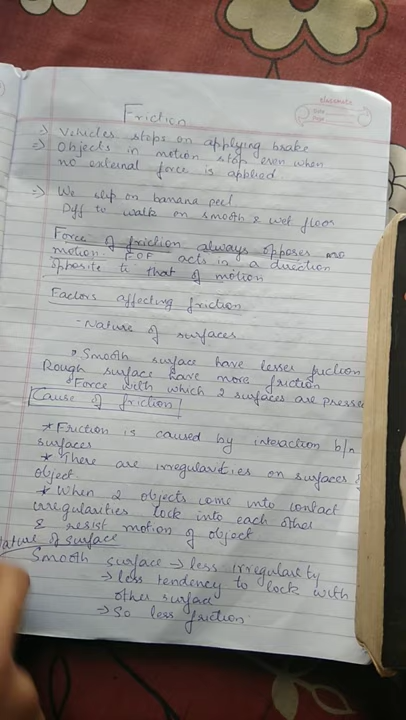 classmate
Date
Page
Friction
→) Vehicles stops on applying brake
⇒) Objects in motion stop even when
no external force is applied.
⇒) We slip on banana peel
Diff to walk on smooth & wet floor
Force of friction always opposes mo
motion. FOF acts in a direction
opposite to that of motion
Factors affecting friction
- Nature of surfaces
* Smooth surface have lesser friction
Rough surface have more friction
* Force with which 2 surfaces are presse
Cause of friction
* Friction is caused by interaction b/n
surfaces
* There are irregularities on surfaces
object
* When 2 objects come into contact
irregularities lock into each other
& resist motion of object
Nature of surface
Smooth surface → less irregularity
→ less tendency to lock with
other surface
→ So less friction